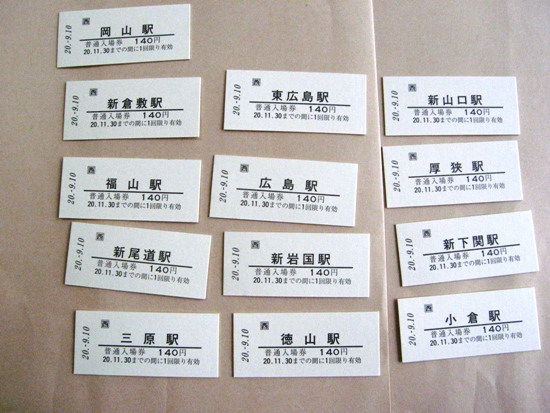 西
岡山駅
普通入場券 140円
20.11.30までの間に1回限り有効
20.-9.10
西
新倉敷駅
普通入場券 140円
20.11.30までの間に1回限り有効
20.-9.10
西
福山駅
普通入場券 140円
20.11.30までの間に1回限り有効
20.-9.10
西
新尾道駅
普通入場券 140円
20.11.30までの間に1回限り有効
20.-9.10
西
三原駅
普通入場券 140円
20.11.30までの間に1回限り有効
20.-9.10
西
東広島駅
普通入場券 140円
20.11.30までの間に1回限り有効
20.-9.10
西
広島駅
普通入場券 140円
20.11.30までの間に1回限り有効
20.-9.10
西
新岩国駅
普通入場券 140円
20.11.30までの間に1回限り有効
20.-9.10
西
徳山駅
普通入場券 140円
20.11.30までの間に1回限り有効
20.-9.10
西
新山口駅
普通入場券 140円
20.11.30までの間に1回限り有効
20.-9.10
西
厚狭駅
普通入場券 140円
20.11.30までの間に1回限り有効
20.-9.10
西
新下関駅
普通入場券 140円
20.11.30までの間に1回限り有効
20.-9.10
西
小倉駅
普通入場券 140円
20.11.30までの間に1回限り有効
20.-9.10